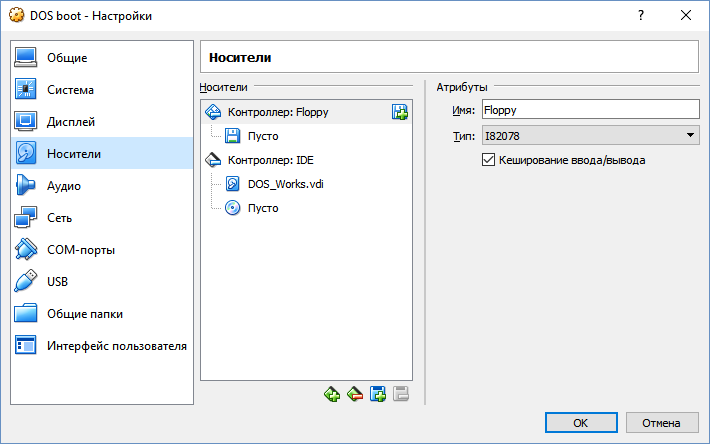 DOS boot - Настройки
?
Общие
Система
Дисплей
Носители
Аудио
Сеть
COM-порты
USB
Общие папки
Интерфейс пользователя
Носители
Носители
Контроллер: Floppy
Пусто
Контроллер: IDE
DOS_Works.vdi
Пусто
Атрибуты
Имя: Floppy
Тип: I82078
Кеширование ввода/вывода
OK
Отмена